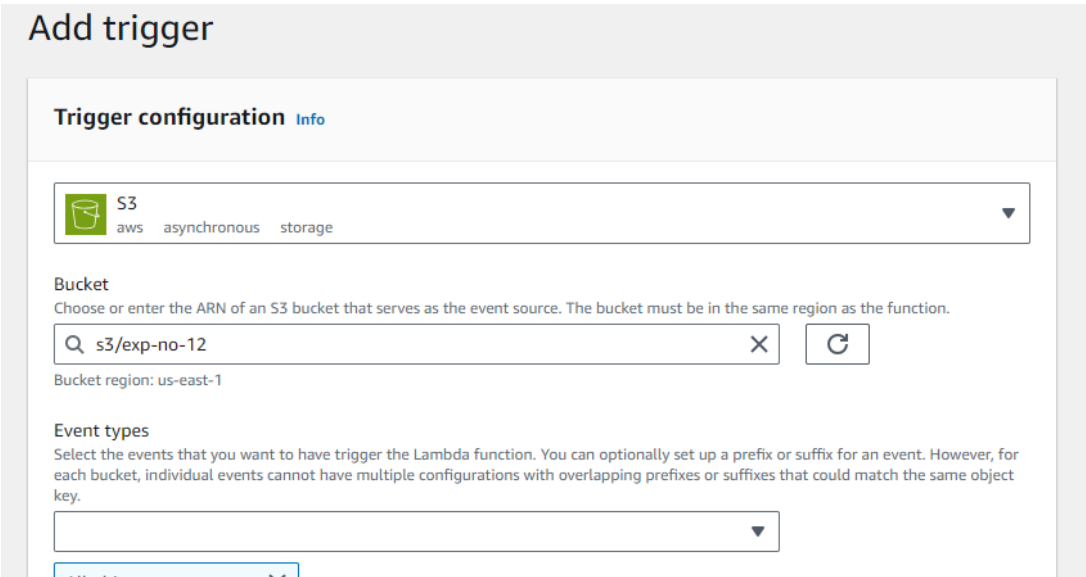 Add trigger
Trigger configuration Info
S3
aws asynchronous storage
Bucket
Choose or enter the ARN of an S3 bucket that serves as the event source. The bucket must be in the same region as the function.
s3/exp-no-12
Bucket region: us-east-1
Event types
Select the events that you want to have trigger the Lambda function. You can optionally set up a prefix or suffix for an event. However, for
each bucket, individual events cannot have multiple configurations with overlapping prefixes or suffixes that could match the same object
key.